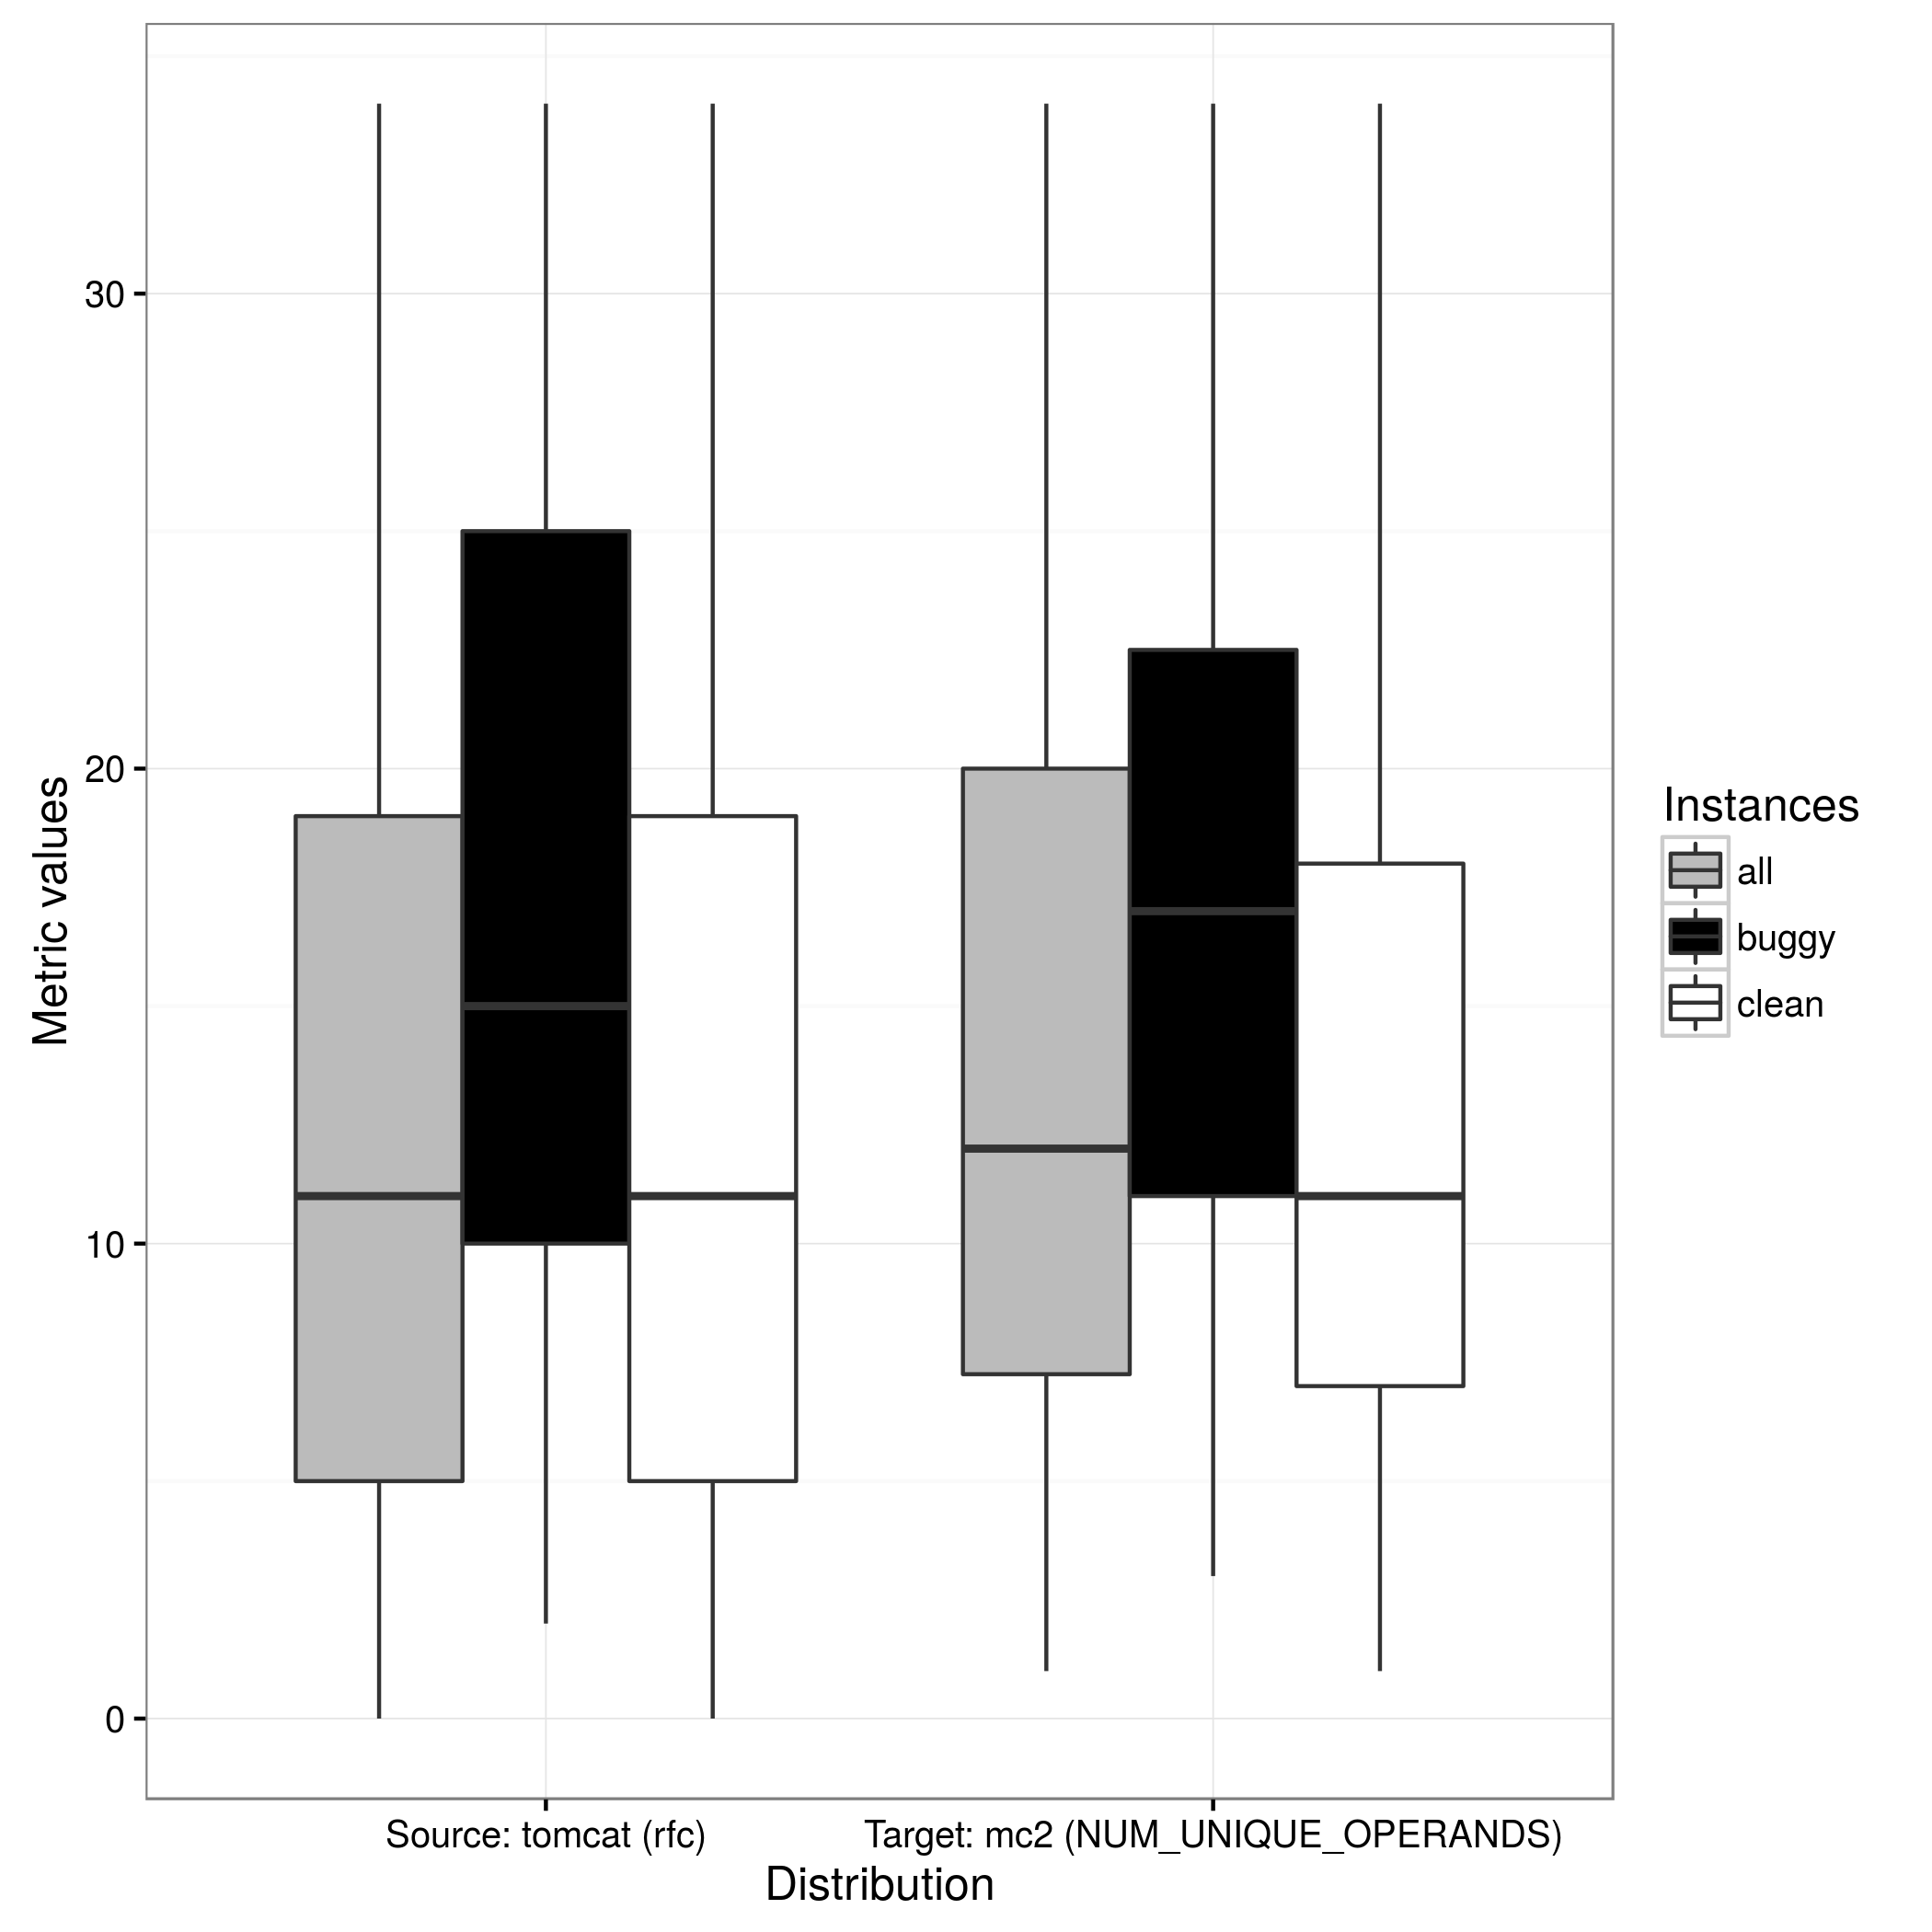 30
20
10
0
Metric values
Source: tomcat (rfc)
Target: mc2 (NUM_UNIQUE_OPERANDS)
Distribution
Instances
all
buggy
clean